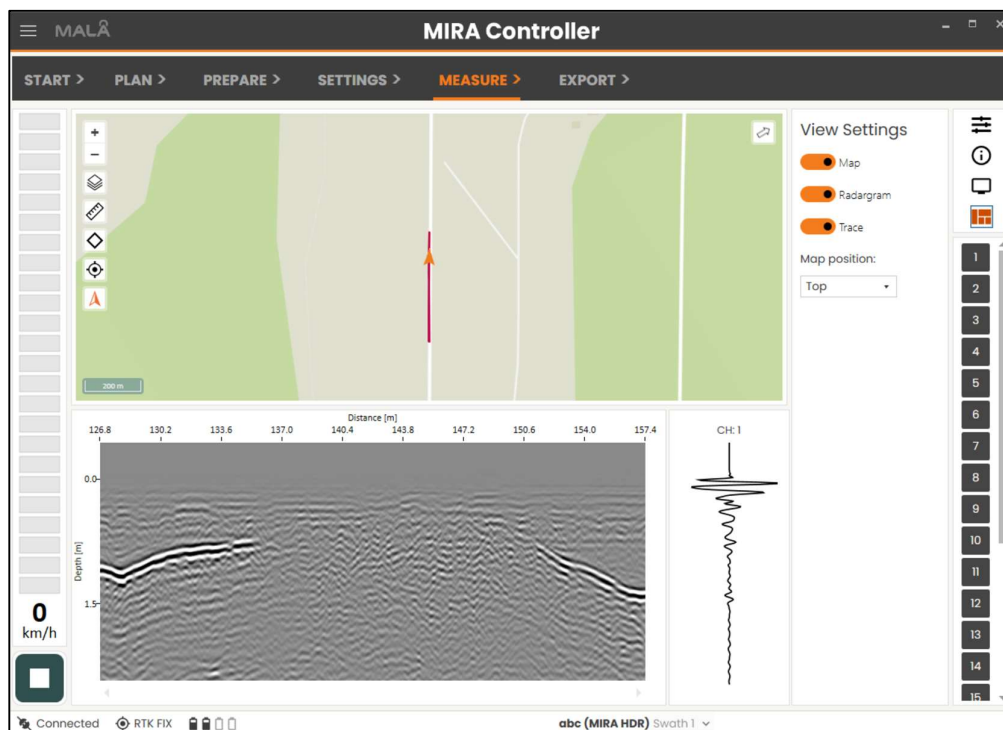 MALÅ
MIRA Controller
START >
PLAN >
PREPARE >
SETTINGS >
MEASURE >
EXPORT >
+
−
200 m
View Settings
Map
Radargram
Trace
Map position:
Top
Distance [m]
126.8 130.2 133.6 137.0 140.4 143.8 147.2 150.6 154.0 157.4
Depth [m]
0.0
1.5
CH: 1
1
2
3
4
5
6
7
8
9
10
11
12
13
14
15
0
km/h
Connected
RTK FIX
abc (MIRA HDR) Swath 1